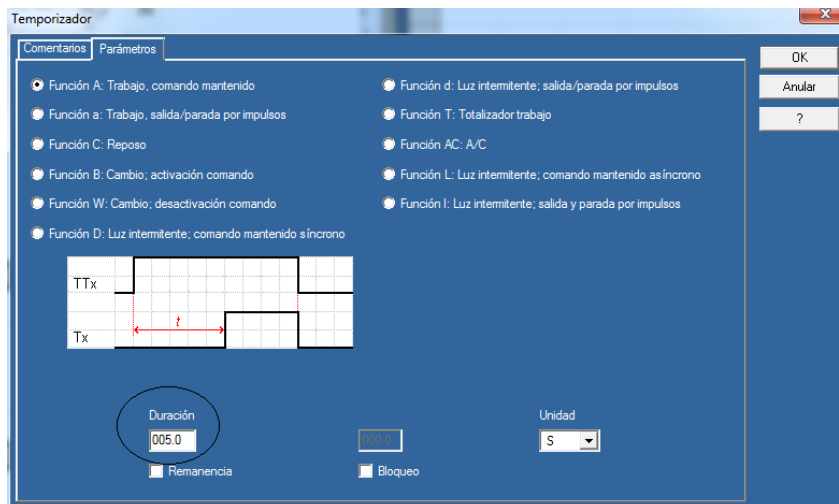 Temporizador
Comentarios
Parámetros
OK
Anular
?
Función A: Trabajo, comando mantenido
Función a: Trabajo, salida/parada por impulsos
Función C: Reposo
Función B: Cambio; activación comando
Función W: Cambio; desactivación comando
Función D: Luz intermitente; comando mantenido síncrono
Función d: Luz intermitente; salida/parada por impulsos
Función T: Totalizador trabajo
Función AC: A/C
Función L: Luz intermitente; comando mantenido asíncrono
Función l: Luz intermitente; salida y parada por impulsos
TTx
t
Tx
Duración
005.0
000.0
Unidad
S
Remanencia
Bloqueo